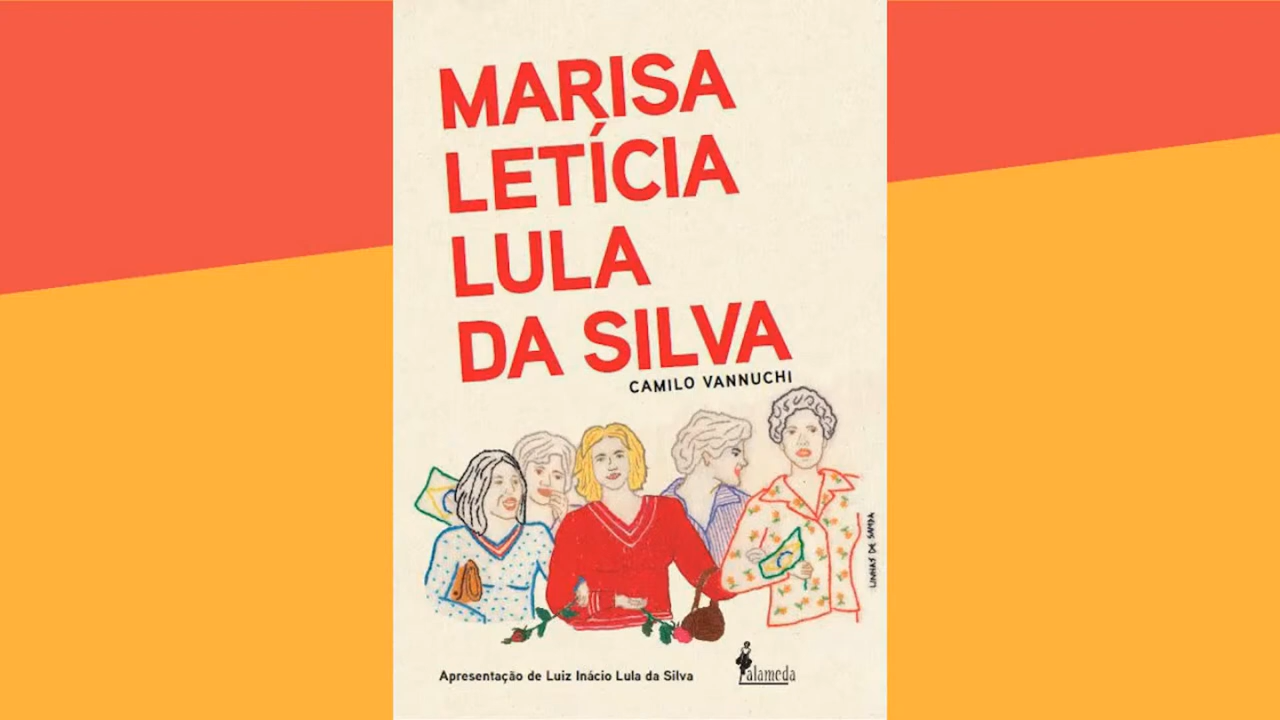 MARISA
LETÍCIA
LULA
DA SILVA
CAMILO VANNUCHI
LINHAS DE SAMPA
Apresentação de Luiz Inácio Lula da Silva
alameda